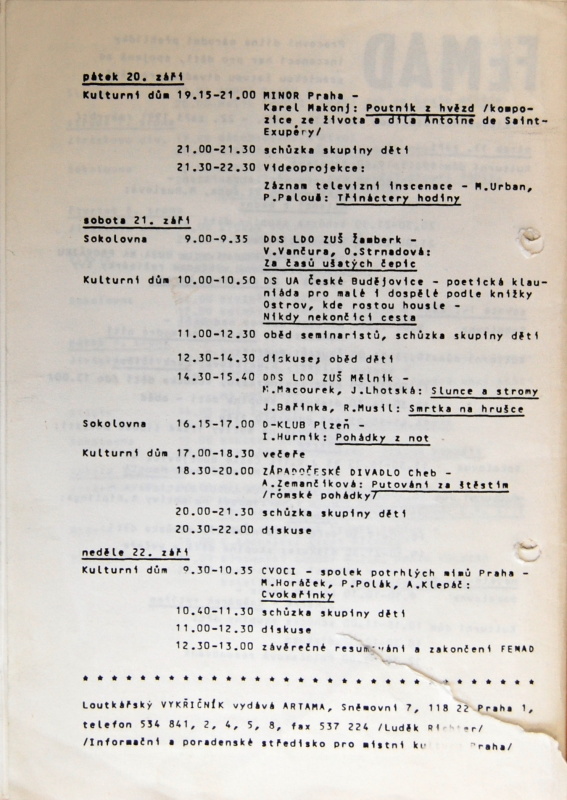 pátek 20. září
Kulturní dům 19.15-21.00 MINOR Praha -
Karel Makonj: Poutník z hvězd /kompo-
zice ze života a díla Antoine de Saint-
Exupéry/
21.00-21.30 schůzka skupiny dětí
21.30-22.30 Videoprojekce:
Záznam televizní inscenace - M.Urban,
P.Palouš: Třináctery hodiny
sobota 21. září
Sokolovna 9.00-9.35 DDS LDO ZUŠ Žamberk -
V.Vančura, O.Strnadová:
Za časů ušatých čepic
Kulturní dům 10.00-10.50 DS UA České Budějovice - poetická klau-
niáda pro malé i dospělé podle knížky
Ostrov, kde rostou housle -
Nikdy nekončící cesta
11.00-12.30 oběd seminaristů, schůzka skupiny dětí
12.30-14.30 diskuse, oběd dětí
14.30-15.40 DDS LDO ZUŠ Mělník -
M.Macourek, J.Lhotská: Slunce a stromy
J.Bařinka, R.Musil: Smrtka na hrušce
Sokolovna 16.15-17.00 D-KLUB Plzeň -
I.Hurník: Pohádky z not
Kulturní dům 17.00-18.30 večeře
18.30-20.00 ZÁPADOČESKÉ DIVADLO Cheb -
A.Zemančíková: Putování za štěstím
/romské pohádky/
20.00-21.30 schůzka skupiny dětí
20.30-22.00 diskuse
neděle 22. září
Kulturní dům 9.30-10.35 CVOCI - spolek potrhlých mimů Praha -
M.Horáček, P.Polák, A.Klepáč:
Cvokařinky
10.40-11.30 schůzka skupiny dětí
11.00-12.30 diskuse
12.30-13.00 závěrečné resumování a zakončení FEMAD
* * * * * * * * * * * * * * * * * * * * * * * * * * * * *
Loutkářský VYKŘIČNÍK vydává ARTAMA, Sněmovní 7, 118 22 Praha 1,
telefon 534 841, 2, 4, 5, 8, fax 537 224 /Luděk Richter/
/Informační a poradenské středisko pro místní Praha/